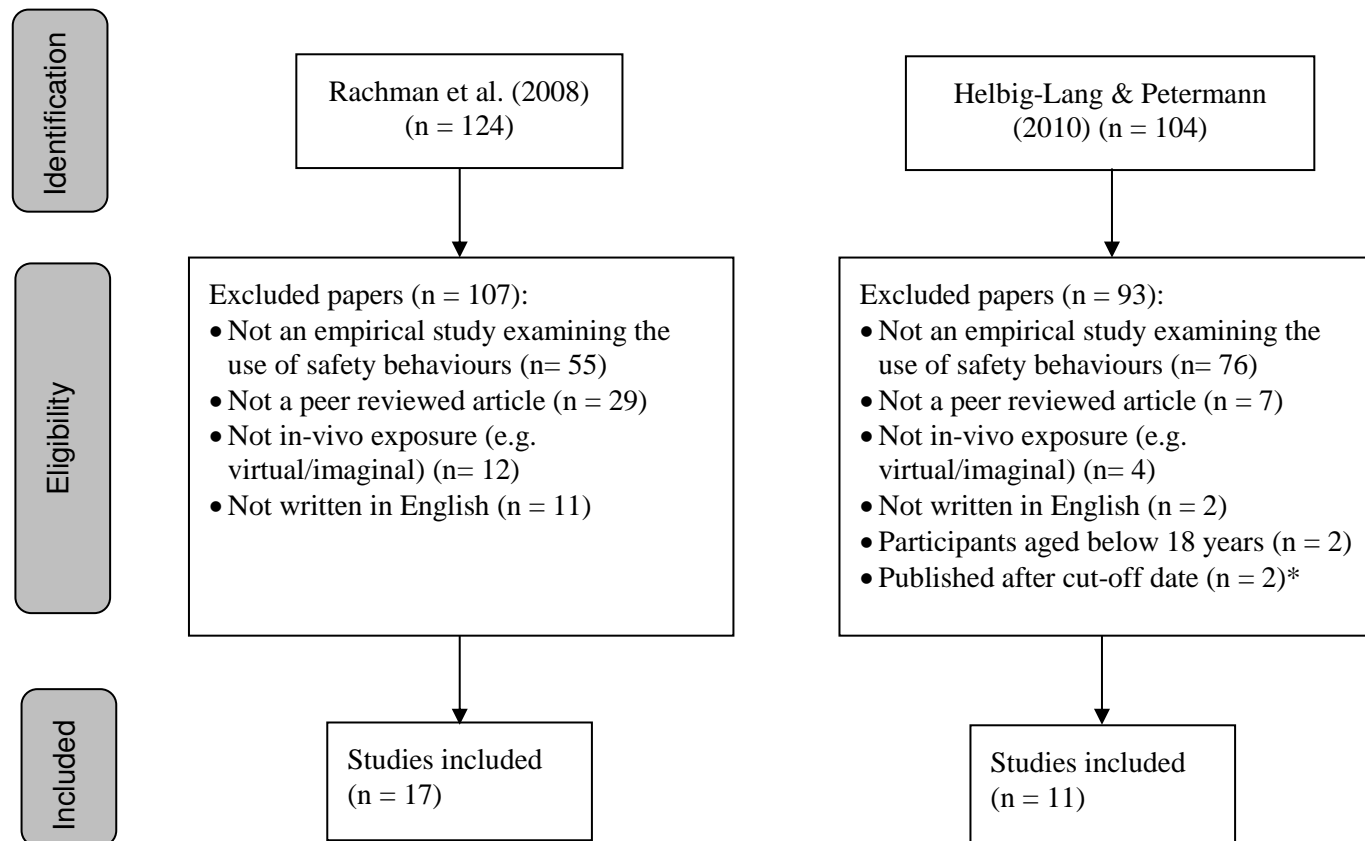 Identification
Rachman et al. (2008)
(n = 124)
Helbig-Lang & Petermann
(2010) (n = 104)
Eligibility
Excluded papers (n = 107):
• Not an empirical study examining the
use of safety behaviours (n= 55)
• Not a peer reviewed article (n = 29)
• Not in-vivo exposure (e.g.
virtual/imaginal) (n= 12)
• Not written in English (n = 11)
Excluded papers (n = 93):
• Not an empirical study examining the
use of safety behaviours (n= 76)
• Not a peer reviewed article (n = 7)
• Not in-vivo exposure (e.g.
virtual/imaginal) (n= 4)
• Not written in English (n = 2)
• Participants aged below 18 years (n = 2)
• Published after cut-off date (n = 2)*
Included
Studies included
(n = 17)
Studies included
(n = 11)